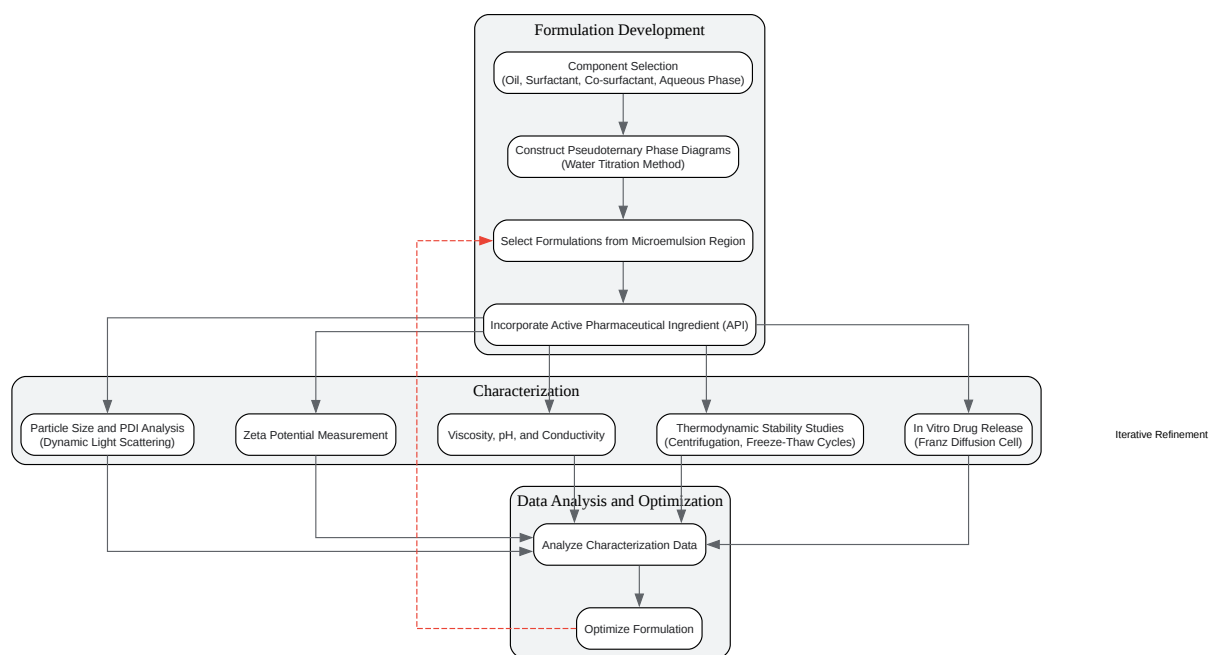 Formulation Development
Component Selection
(Oil, Surfactant, Co-surfactant, Aqueous Phase)
Construct Pseudoternary Phase Diagrams
(Water Titration Method)
Select Formulations from Microemulsion Region
Incorporate Active Pharmaceutical Ingredient (API)
Characterization
Particle Size and PDI Analysis
(Dynamic Light Scattering)
Zeta Potential Measurement
Viscosity, pH, and Conductivity
Thermodynamic Stability Studies
(Centrifugation, Freeze-Thaw Cycles)
In Vitro Drug Release
(Franz Diffusion Cell)
Iterative Refinement
Data Analysis and Optimization
Analyze Characterization Data
Optimize Formulation